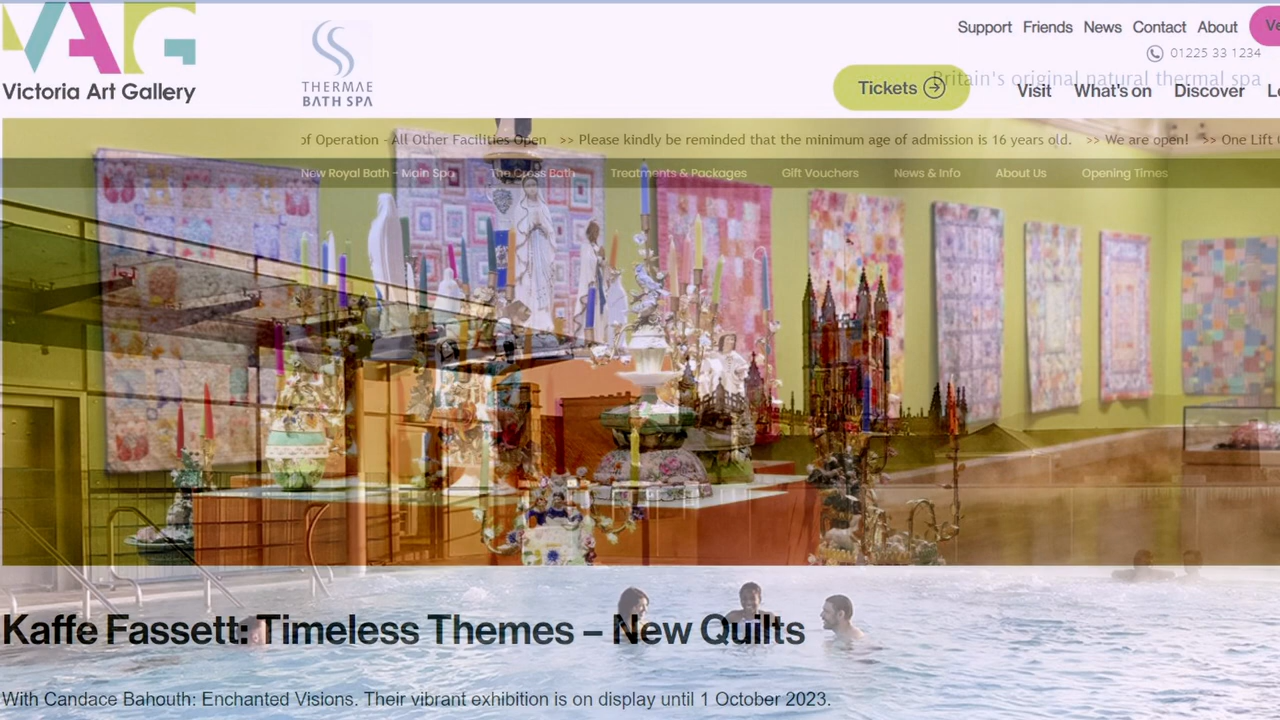 VAG
Victoria Art Gallery
THERMAE
BATH SPA
Support Friends News Contact About
01225 33 1234
Britain's original natural thermal spa
Tickets
Visit What's on Discover
of Operation - All Other Facilities Open >> Please kindly be reminded that the minimum age of admission is 16 years old. >> We are open! >> One Lift
New Royal Bath - Main Spa The Cross Bath Treatments & Packages Gift Vouchers News & Info About Us Opening Times
Kaffe Fassett: Timeless Themes – New Quilts
With Candace Bahouth: Enchanted Visions. Their vibrant exhibition is on display until 1 October 2023.